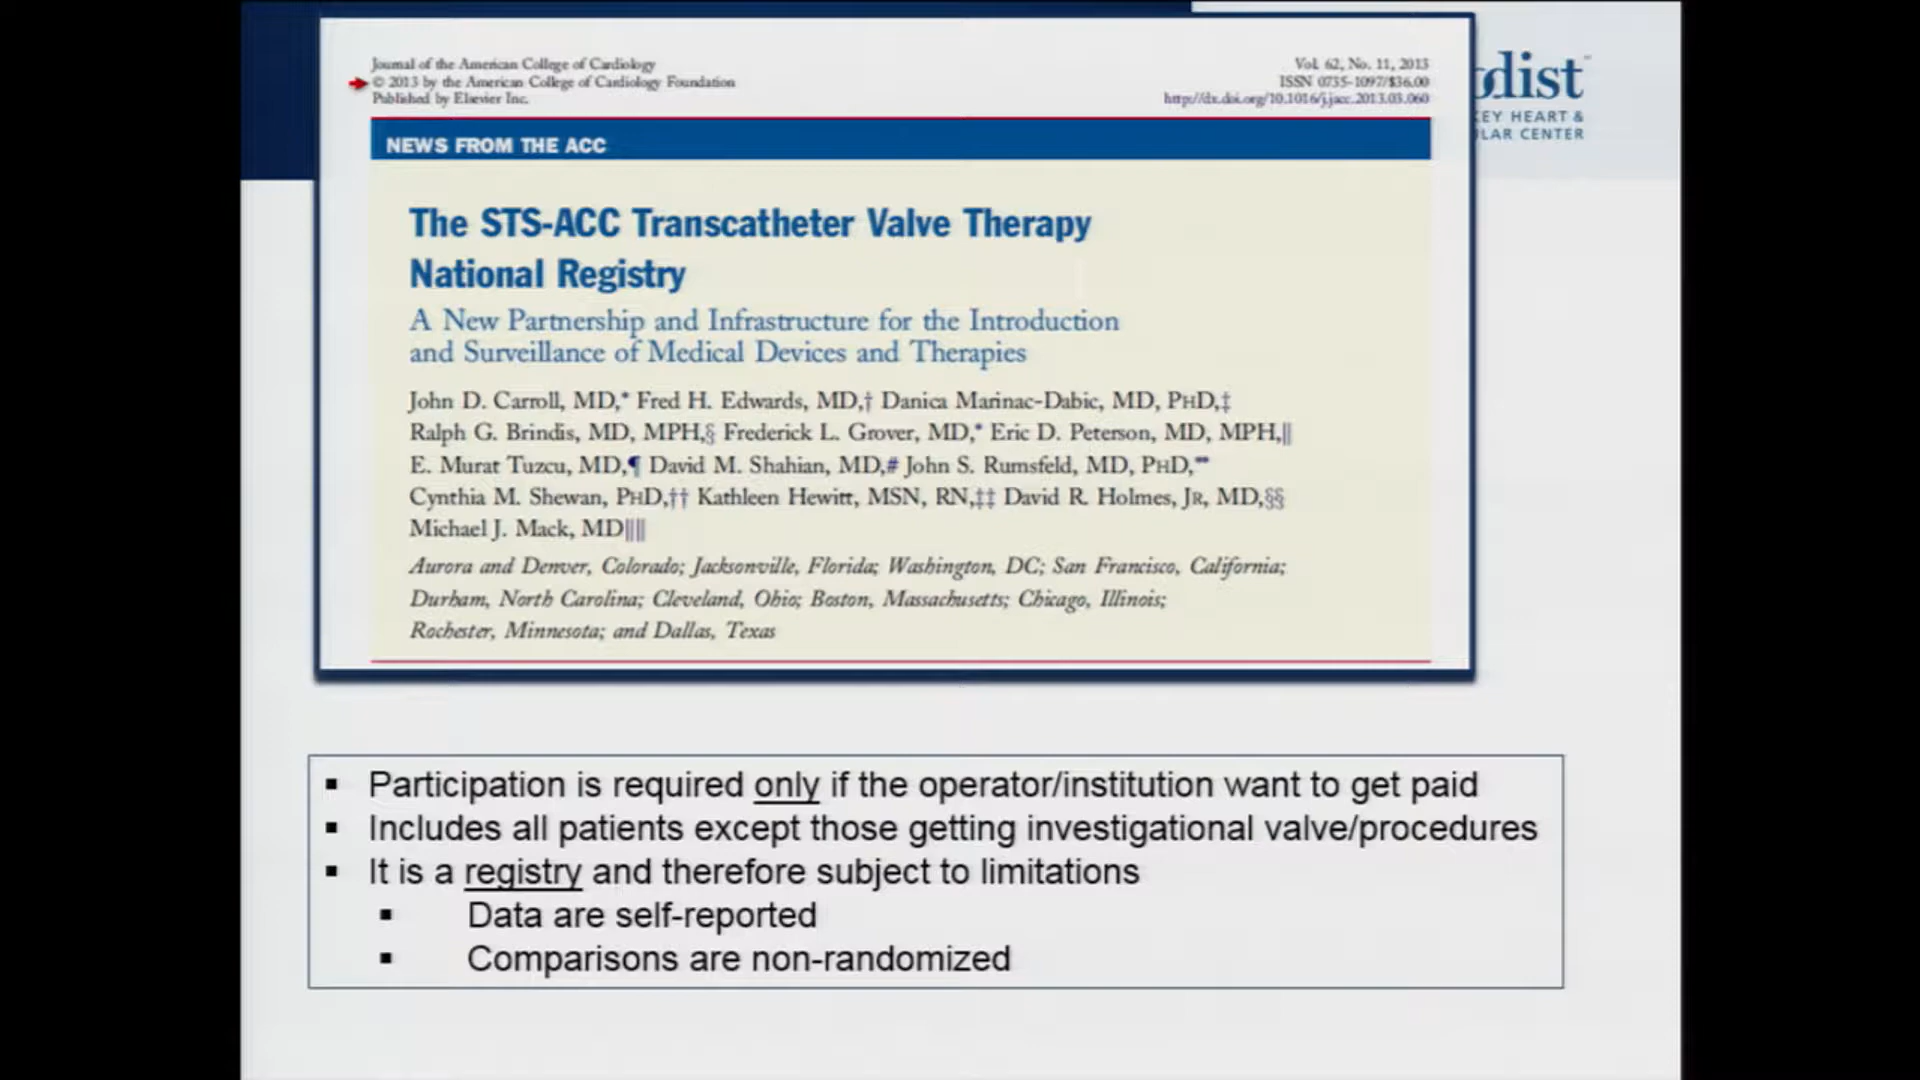 Journal of the American College of Cardiology
© 2013 by the American College of Cardiology Foundation
Published by Elsevier Inc.
Vol. 62, No. 11, 2013
ISSN 0735-1097/$36.00
http://dx.doi.org/10.1016/j.jacc.2013.03.060
dist
KEY HEART &
LAR CENTER
NEWS FROM THE ACC
The STS-ACC Transcatheter Valve Therapy
National Registry
A New Partnership and Infrastructure for the Introduction
and Surveillance of Medical Devices and Therapies
John D. Carroll, MD,* Fred H. Edwards, MD,† Danica Marinac-Dabic, MD, PHD,‡
Ralph G. Brindis, MD, MPH,§ Frederick L. Grover, MD,* Eric D. Peterson, MD, MPH,||
E. Murat Tuzcu, MD,¶ David M. Shahian, MD,# John S. Rumsfeld, MD, PHD,**
Cynthia M. Shewan, PHD,†† Kathleen Hewitt, MSN, RN,‡‡ David R. Holmes, JR, MD,§§
Michael J. Mack, MD||||
Aurora and Denver, Colorado; Jacksonville, Florida; Washington, DC; San Francisco, California;
Durham, North Carolina; Cleveland, Ohio; Boston, Massachusetts; Chicago, Illinois;
Rochester, Minnesota; and Dallas, Texas
▪ Participation is required only if the operator/institution want to get paid
▪ Includes all patients except those getting investigational valve/procedures
▪ It is a registry and therefore subject to limitations
▪ Data are self-reported
▪ Comparisons are non-randomized